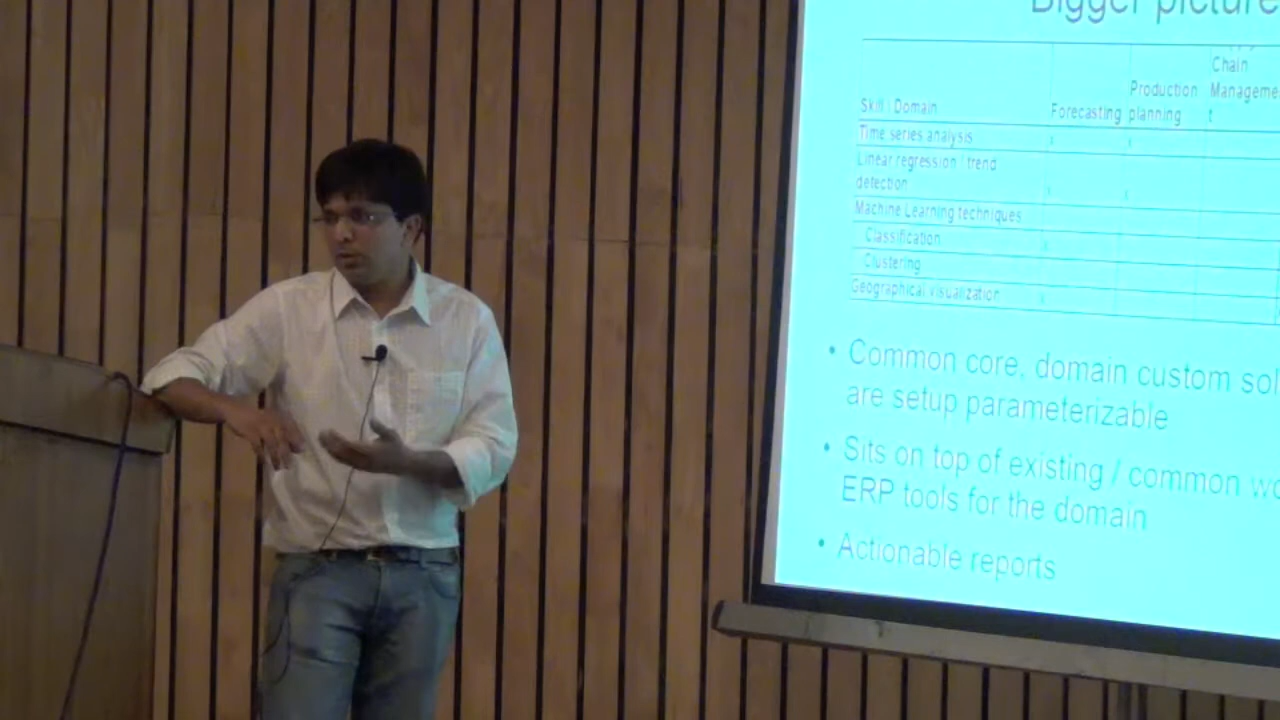 Bigger picture
Chain
Production Manageme
Skill / Domain Forecasting planning t
Time series analysis
Linear regression / trend
detection
Machine Learning techniques
Classification
Clustering
Geographical visualization
• Common core, domain custom sol
are setup parameterizable
• Sits on top of existing / common wo
ERP tools for the domain
• Actionable reports